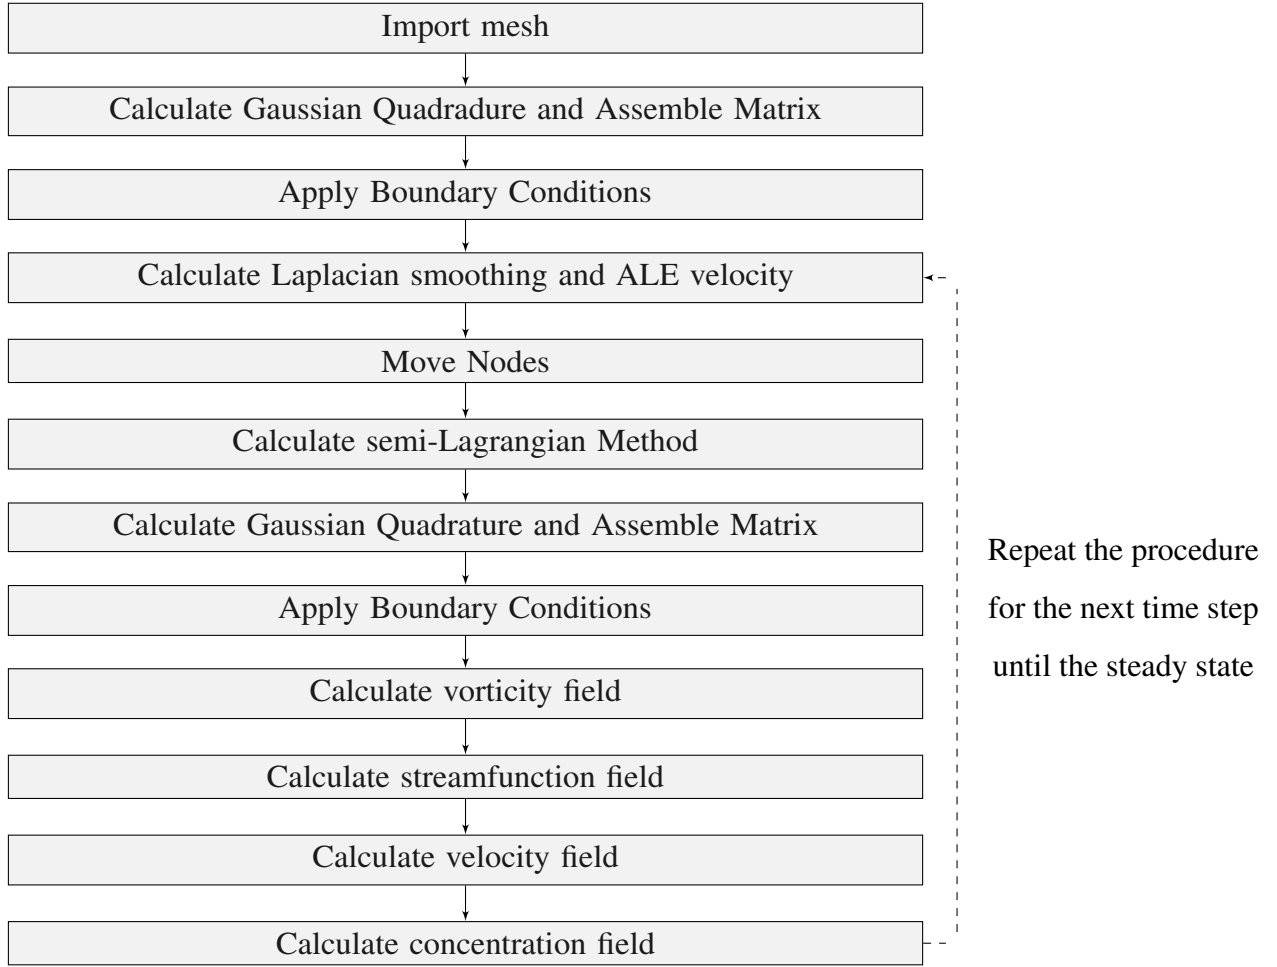 Import mesh
Calculate Gaussian Quadradure and Assemble Matrix
Apply Boundary Conditions
Calculate Laplacian smoothing and ALE velocity
Move Nodes
Calculate semi-Lagrangian Method
Calculate Gaussian Quadrature and Assemble Matrix
Apply Boundary Conditions
Calculate vorticity field
Calculate streamfunction field
Calculate velocity field
Calculate concentration field
Repeat the procedure
for the next time step
until the steady state